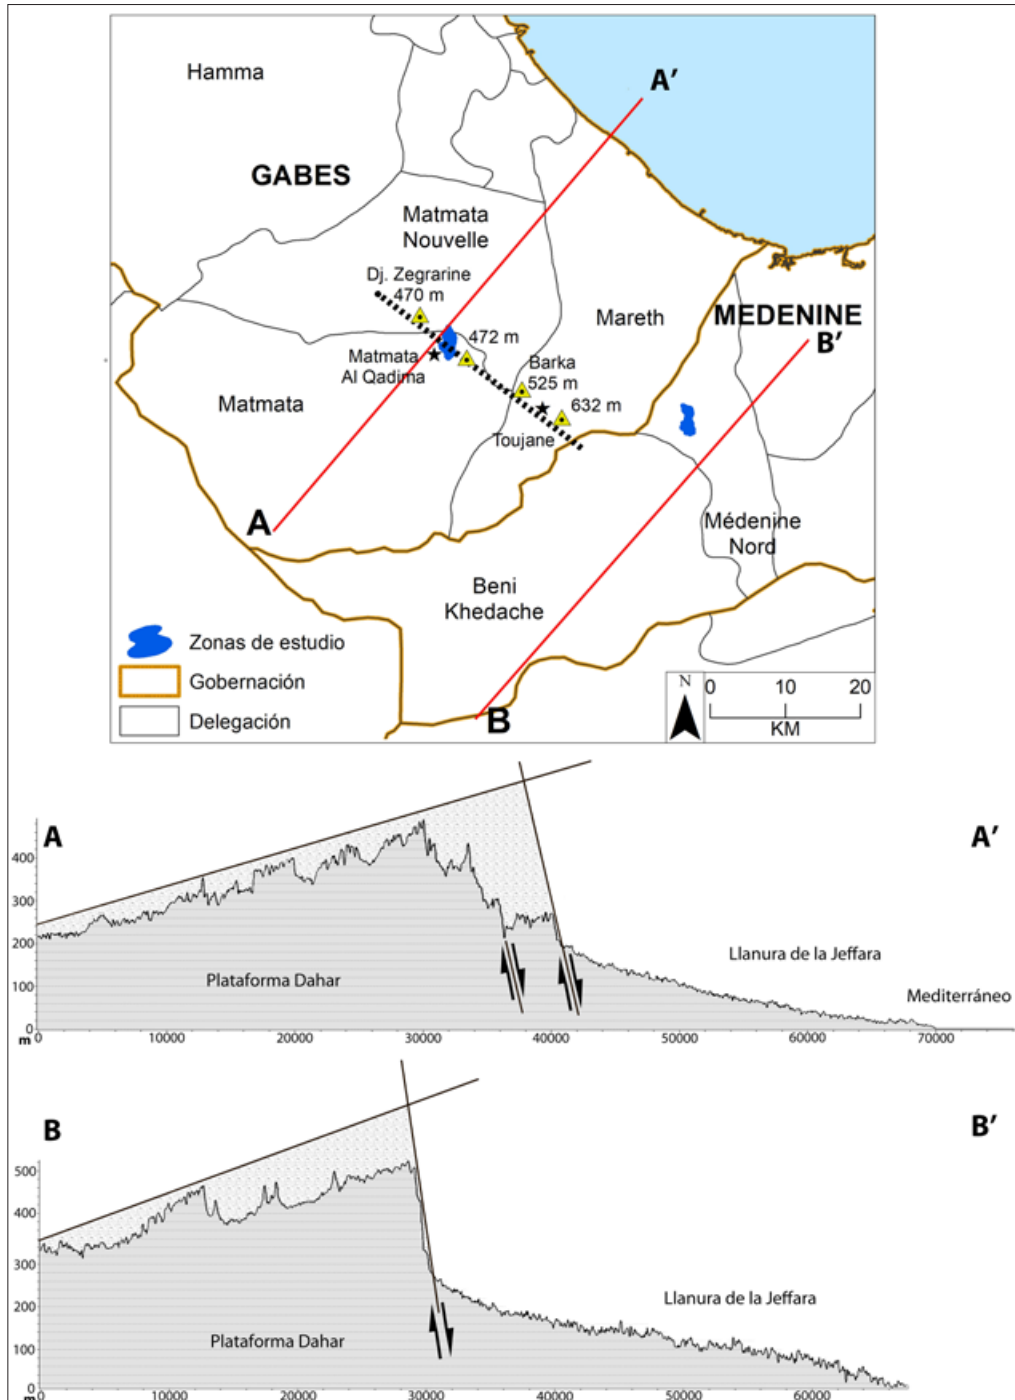 Hamma
A’
GABES
Matmata
Nouvelle
Dj. Zegrarine
470 m
472 m
Mareth
MEDENINE
B’
Matmata
Al Qadima
Barka
525 m
632 m
Matmata
Toujane
A
Médenine
Nord
Beni
Khedache
Zonas de estudio
Gobernación
Delegación
B
N
0 10 20
KM
A
A’
400
300
200
100
0
m
Plataforma Dahar
Llanura de la Jeffara
Mediterráneo
0 10000 20000 30000 40000 50000 60000 70000
B
B’
500
400
300
200
100
0
m
Plataforma Dahar
Llanura de la Jeffara
0 10000 20000 30000 40000 50000 60000